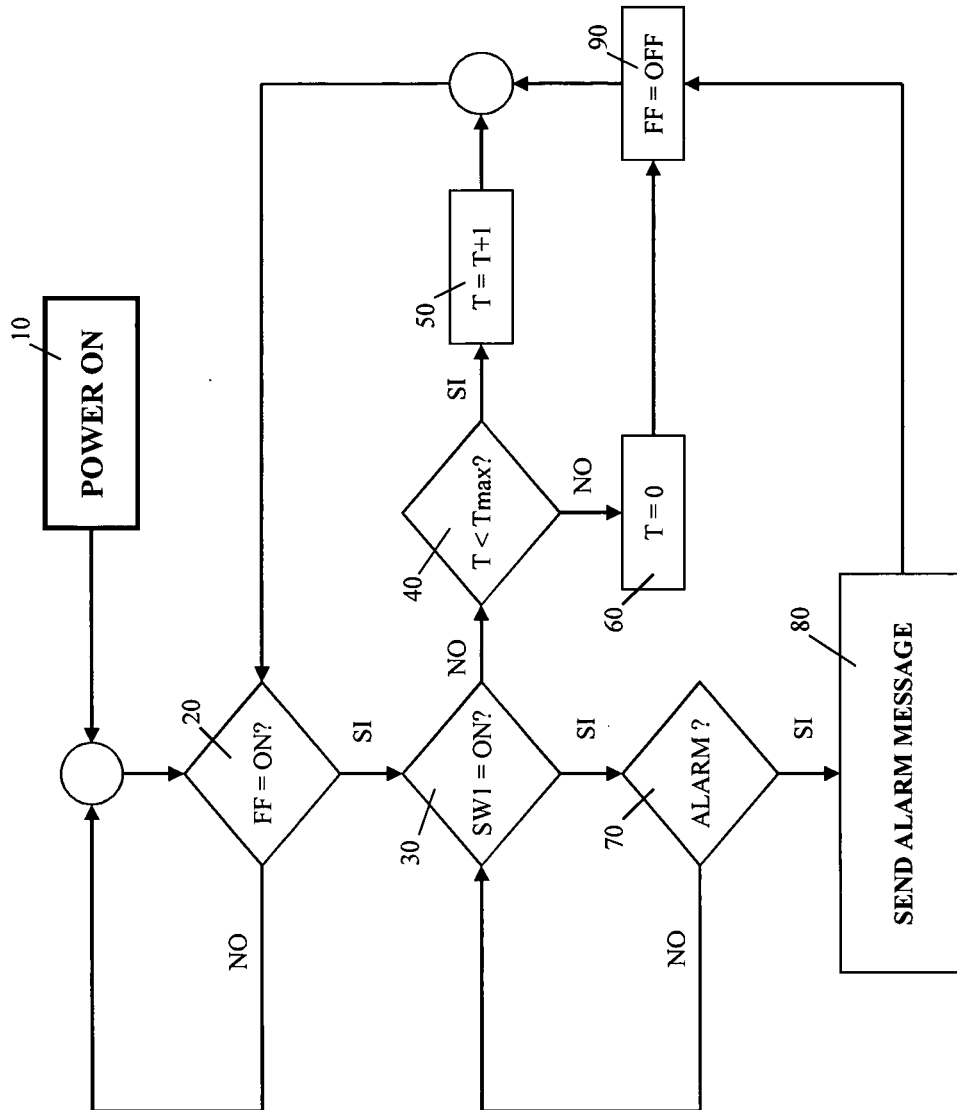 10
POWER ON
20
FF = ON?
NO
SI
30
SW1 = ON?
NO
SI
40
T < Tmax?
SI
NO
50
T = T+1
60
T = 0
70
ALARM ?
NO
SI
80
SEND ALARM MESSAGE
90
FF = OFF